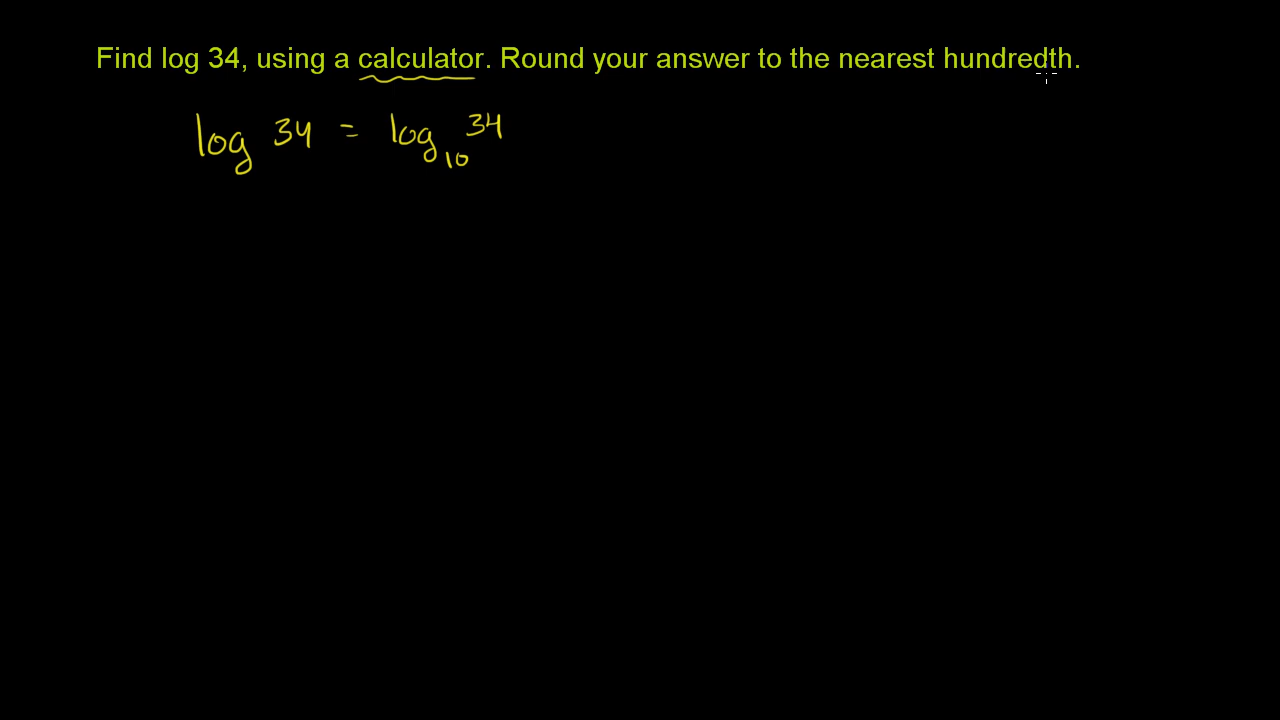 Find log 34, using a calculator. Round your answer to the nearest hundredth.
log 34 = log₁₀ 34